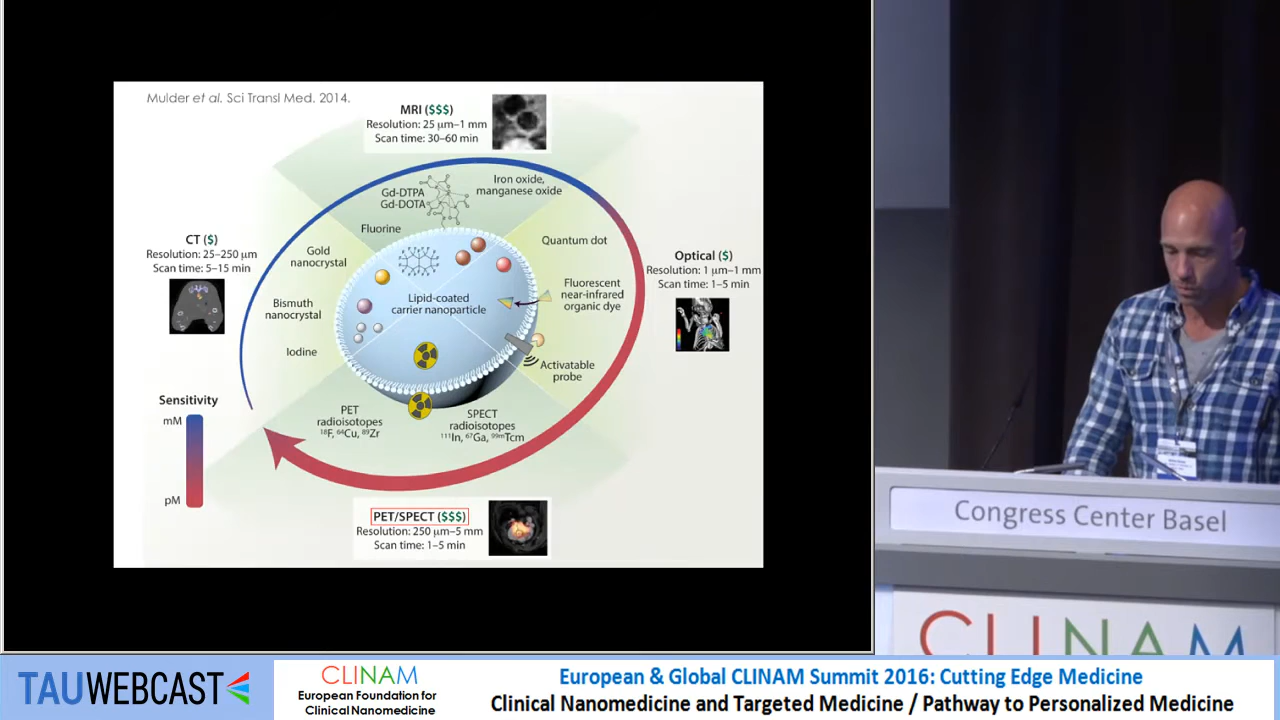 Mulder et al. Sci Transl Med. 2014.
MRI ($$$)
Resolution: 25 μm–1 mm
Scan time: 30–60 min
Gd-DTPA
Gd-DOTA
Iron oxide,
manganese oxide
Fluorine
Gold
nanocrystal
Quantum dot
CT ($)
Resolution: 25–250 μm
Scan time: 5–15 min
Optical ($)
Resolution: 1 μm–1 mm
Scan time: 1–5 min
Bismuth
nanocrystal
Lipid-coated
carrier nanoparticle
Fluorescent
near-infrared
organic dye
Iodine
Activatable
probe
Sensitivity
mM
pM
PET
radioisotopes
¹⁸F, ⁶⁴Cu, ⁸⁹Zr
SPECT
radioisotopes
¹¹¹In, ⁶⁷Ga, ⁹⁹ᵐTcm
PET/SPECT ($$$)
Resolution: 250 μm–5 mm
Scan time: 1–5 min
Congress Center Basel
CLINAM
TAUWEBCAST
CLINAM
European Foundation for
Clinical Nanomedicine
European & Global CLINAM Summit 2016: Cutting Edge Medicine
Clinical Nanomedicine and Targeted Medicine / Pathway to Personalized Medicine